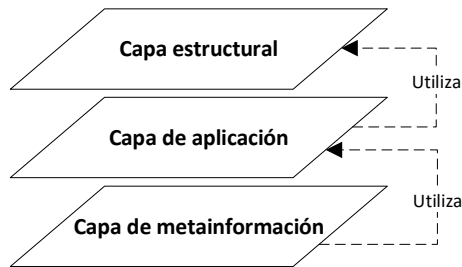 Capa estructural
Utiliza
Capa de aplicación
Utiliza
Capa de metainformación